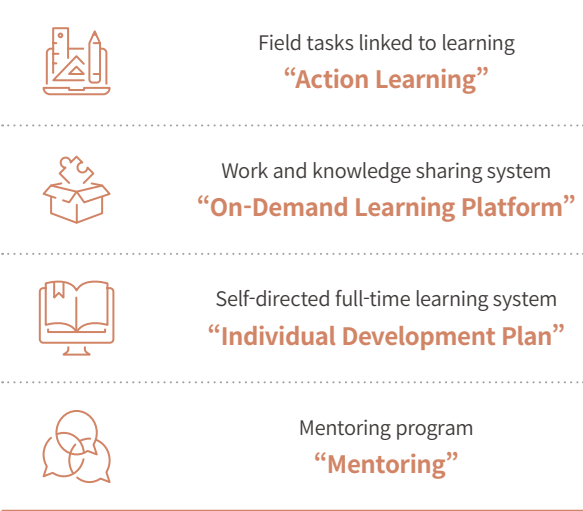 Field tasks linked to learning
“Action Learning”
Work and knowledge sharing system
“On-Demand Learning Platform”
Self-directed full-time learning system
“Individual Development Plan”
Mentoring program
“Mentoring”